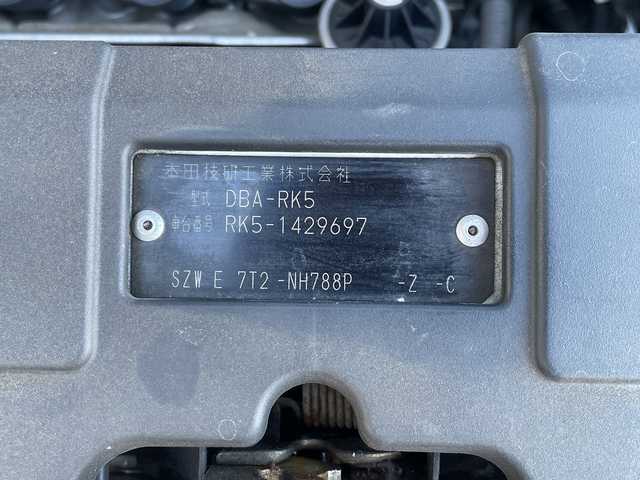 本田技研工業株式会社
型式 DBA-RK5
車台番号 RK5-1429697
SZW E 7T2 -NH788P -Z -C